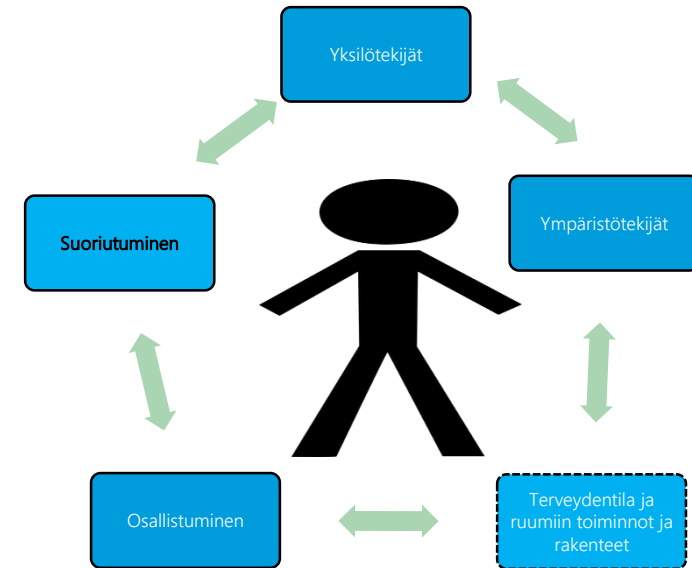 Yksilötekijät
Ympäristötekijät
Suoriutuminen
Osallistuminen
Terveydentila ja
ruumiin toiminnot ja
rakenteet